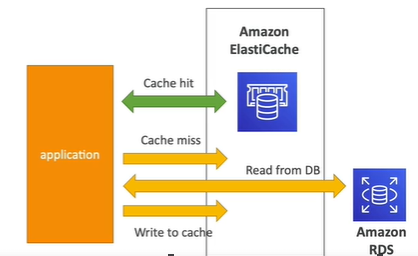 Amazon
ElastiCache
Cache hit
application
Cache miss
Read from DB
Write to cache
Amazon
RDS